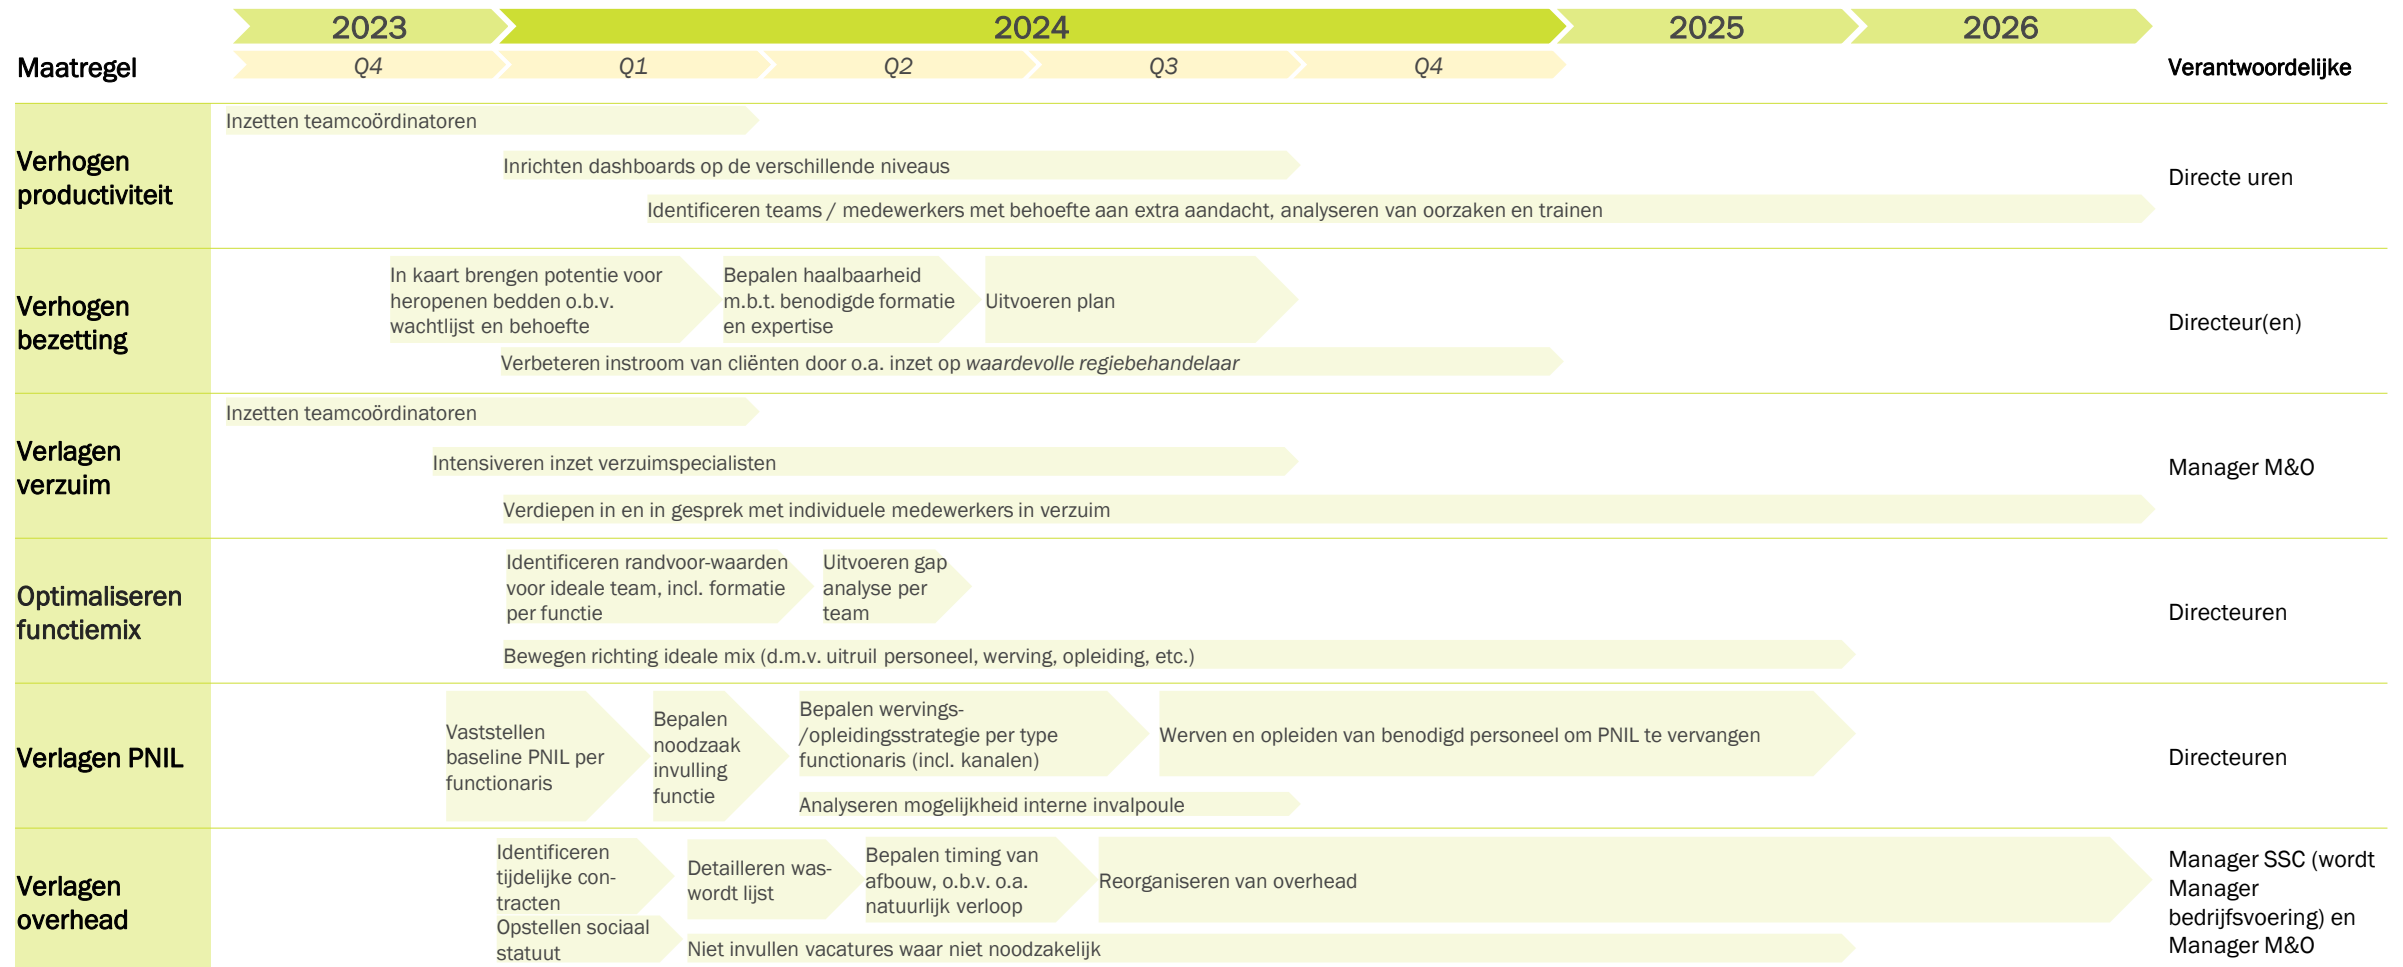 2023
2024
2025
2026
Maatregel
Q4
Q1
Q2
Q3
Q4
Verantwoordelijke
Verhogen
productiviteit
Inzetten teamcoördinatoren
Inrichten dashboards op de verschillende niveaus
Identificeren teams / medewerkers met behoefte aan extra aandacht, analyseren van oorzaken en trainen
Directe uren
Verhogen
bezetting
In kaart brengen potentie voor
heropenen bedden o.b.v.
wachtlijst en behoefte
Bepalen haalbaarheid
m.b.t. benodigde formatie
en expertise
Uitvoeren plan
Verbeteren instroom van cliënten door o.a. inzet op waardevolle regiebehandelaar
Directeur(en)
Verlagen
verzuim
Inzetten teamcoördinatoren
Intensiveren inzet verzuimspecialisten
Verdiepen in en in gesprek met individuele medewerkers in verzuim
Manager M&O
Optimaliseren
functiemix
Identificeren randvoor-waarden
voor ideale team, incl. formatie
per functie
Uitvoeren gap
analyse per
team
Bewegen richting ideale mix (d.m.v. uitruil personeel, werving, opleiding, etc.)
Directeuren
Verlagen PNIL
Vaststellen
baseline PNIL per
functionaris
Bepalen
noodzaak
invulling
functie
Bepalen wervings-
/opleidingsstrategie per type
functionaris (incl. kanalen)
Werven en opleiden van benodigd personeel om PNIL te vervangen
Analyseren mogelijkheid interne invalpoule
Directeuren
Verlagen
overhead
Identificeren
tijdelijke con-
tracten
Detailleren was-
wordt lijst
Bepalen timing van
afbouw, o.b.v. o.a.
natuurlijk verloop
Reorganiseren van overhead
Opstellen sociaal
statuut
Niet invullen vacatures waar niet noodzakelijk
Manager SSC (wordt
Manager
bedrijfsvoering) en
Manager M&O